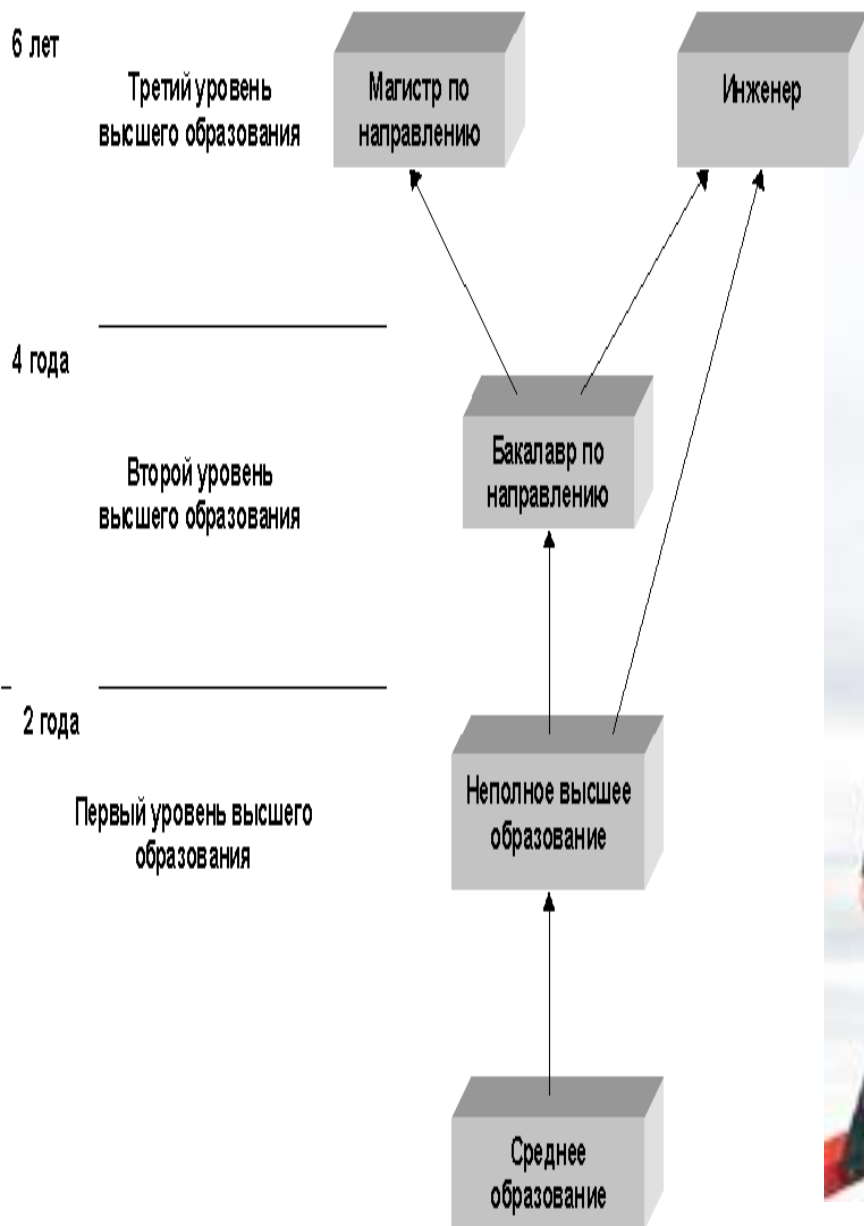 6 лет
Третий уровень
высшего образования
Магистр по
направлению
Инженер
4 года
Второй уровень
высшего образования
Бакалавр по
направлению
2 года
Первый уровень высшего
образования
Неполное высшее
образование
Среднее
образование